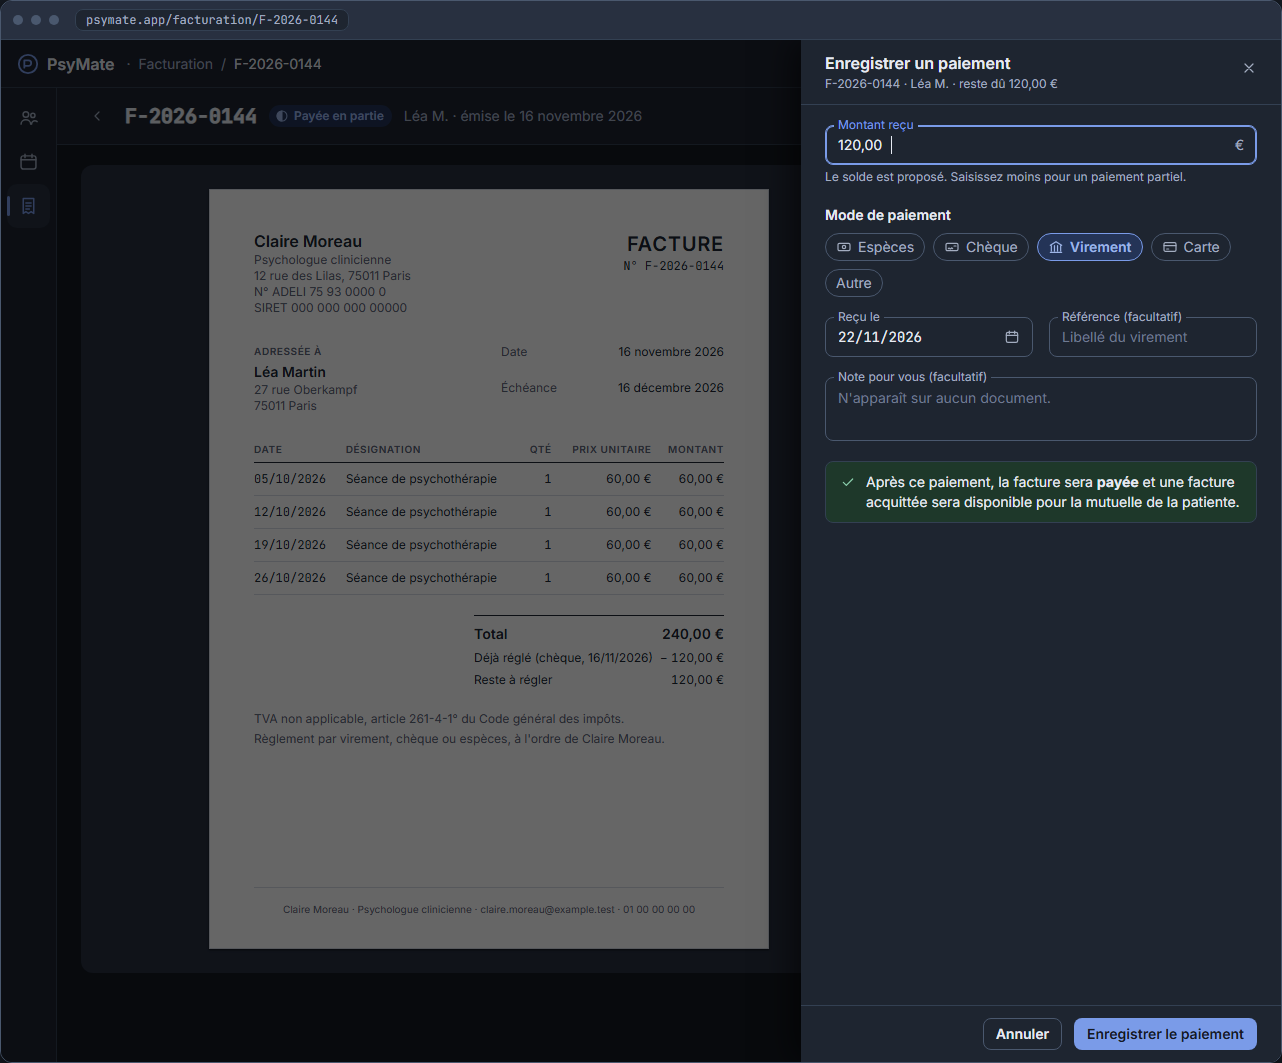 psymate.app/facturation/F-2026-0144
PsyMate · Facturation / F-2026-0144
F-2026-0144 Payée en partie Léa M. · émise le 16 novembre 2026
Claire Moreau
Psychologue clinicienne
12 rue des Lilas, 75011 Paris
N° ADELI 75 93 0000 0
SIRET 000 000 000 00000
FACTURE
N° F-2026-0144
ADRESSÉE À
Léa Martin
27 rue Oberkampf
75011 Paris
Date 16 novembre 2026
Échéance 16 décembre 2026
DATE DÉSIGNATION QTÉ PRIX UNITAIRE MONTANT
05/10/2026 Séance de psychothérapie 1 60,00 € 60,00 €
12/10/2026 Séance de psychothérapie 1 60,00 € 60,00 €
19/10/2026 Séance de psychothérapie 1 60,00 € 60,00 €
26/10/2026 Séance de psychothérapie 1 60,00 € 60,00 €
Total 240,00 €
Déjà réglé (chèque, 16/11/2026) − 120,00 €
Reste à régler 120,00 €
TVA non applicable, article 261-4-1° du Code général des impôts.
Règlement par virement, chèque ou espèces, à l'ordre de Claire Moreau.
Claire Moreau · Psychologue clinicienne · claire.moreau@example.test · 01 00 00 00 00
Enregistrer un paiement
F-2026-0144 · Léa M. · reste dû 120,00 €
Montant reçu
120,00 €
Le solde est proposé. Saisissez moins pour un paiement partiel.
Mode de paiement
Espèces Chèque Virement Carte
Autre
Reçu le
22/11/2026
Référence (facultatif)
Libellé du virement
Note pour vous (facultatif)
N'apparaît sur aucun document.
Après ce paiement, la facture sera payée et une facture
acquittée sera disponible pour la mutuelle de la patiente.
Annuler Enregistrer le paiement